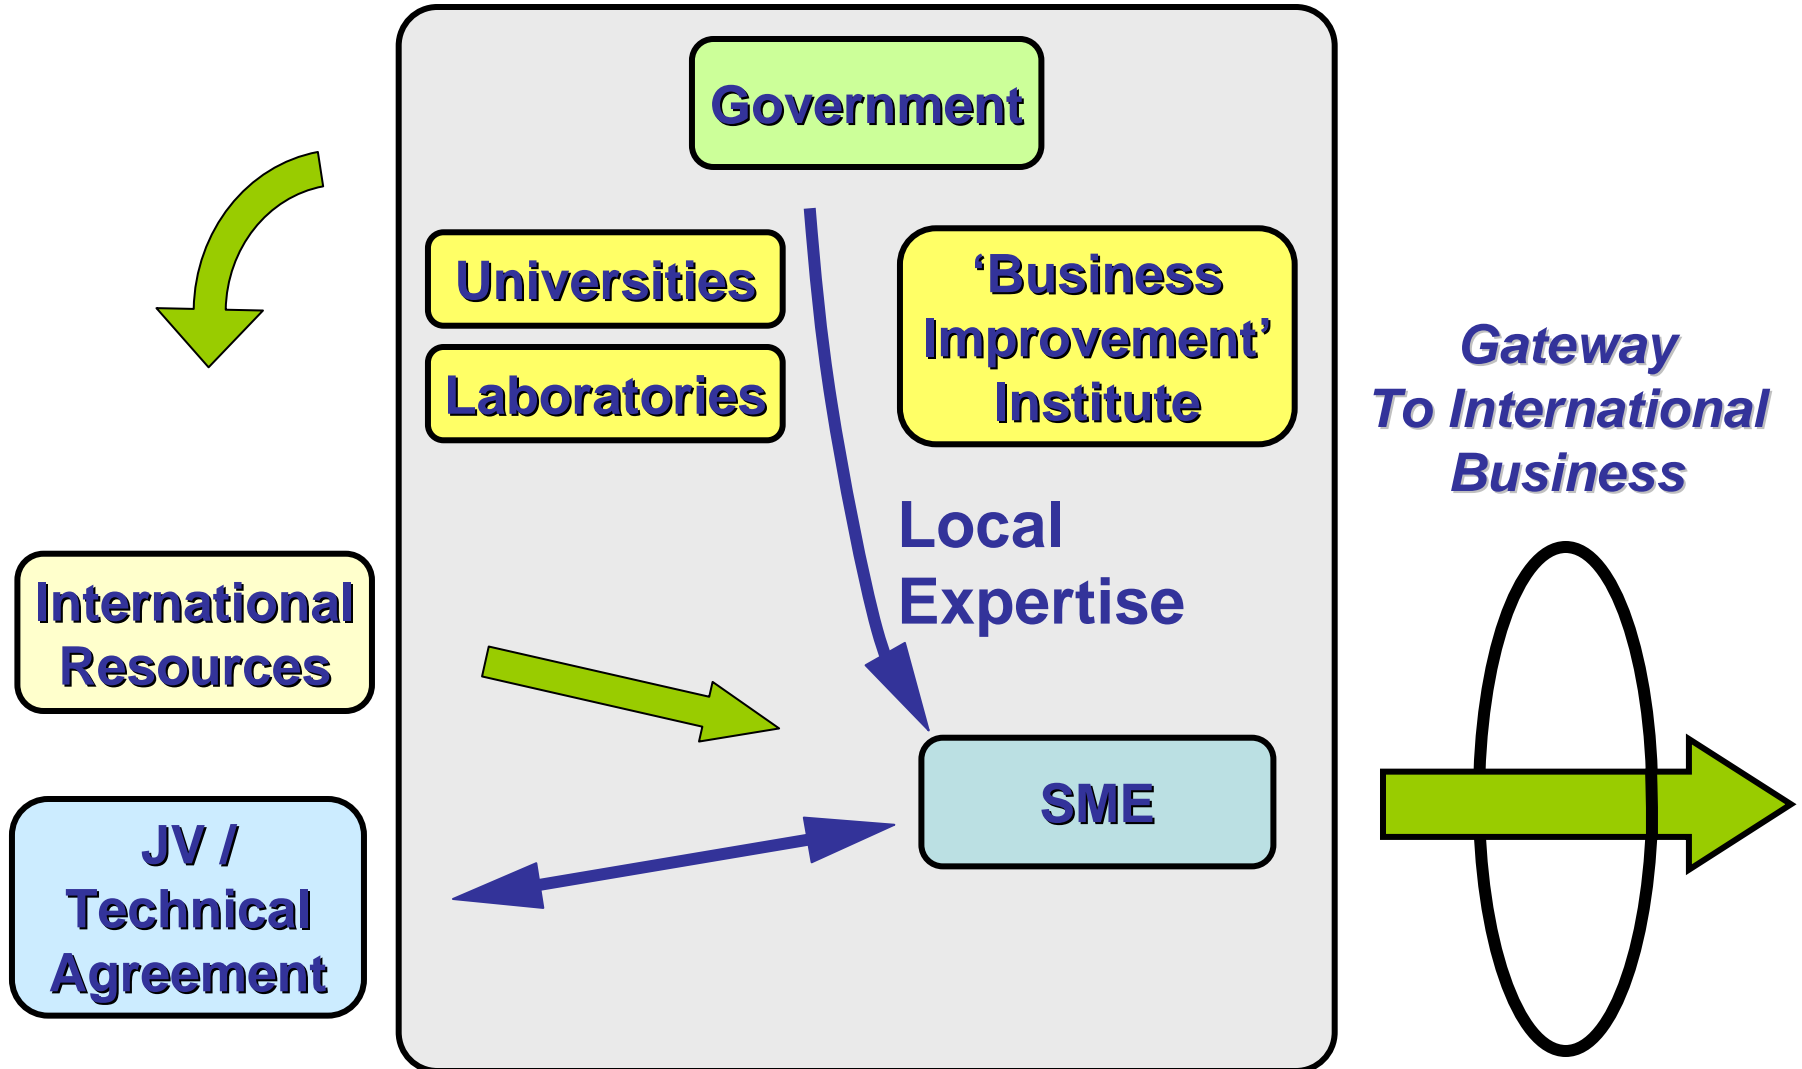 Government
Universities
Laboratories
‘Business
Improvement’
Institute
Local
Expertise
International
Resources
SME
JV /
Technical
Agreement
Gateway
To International
Business